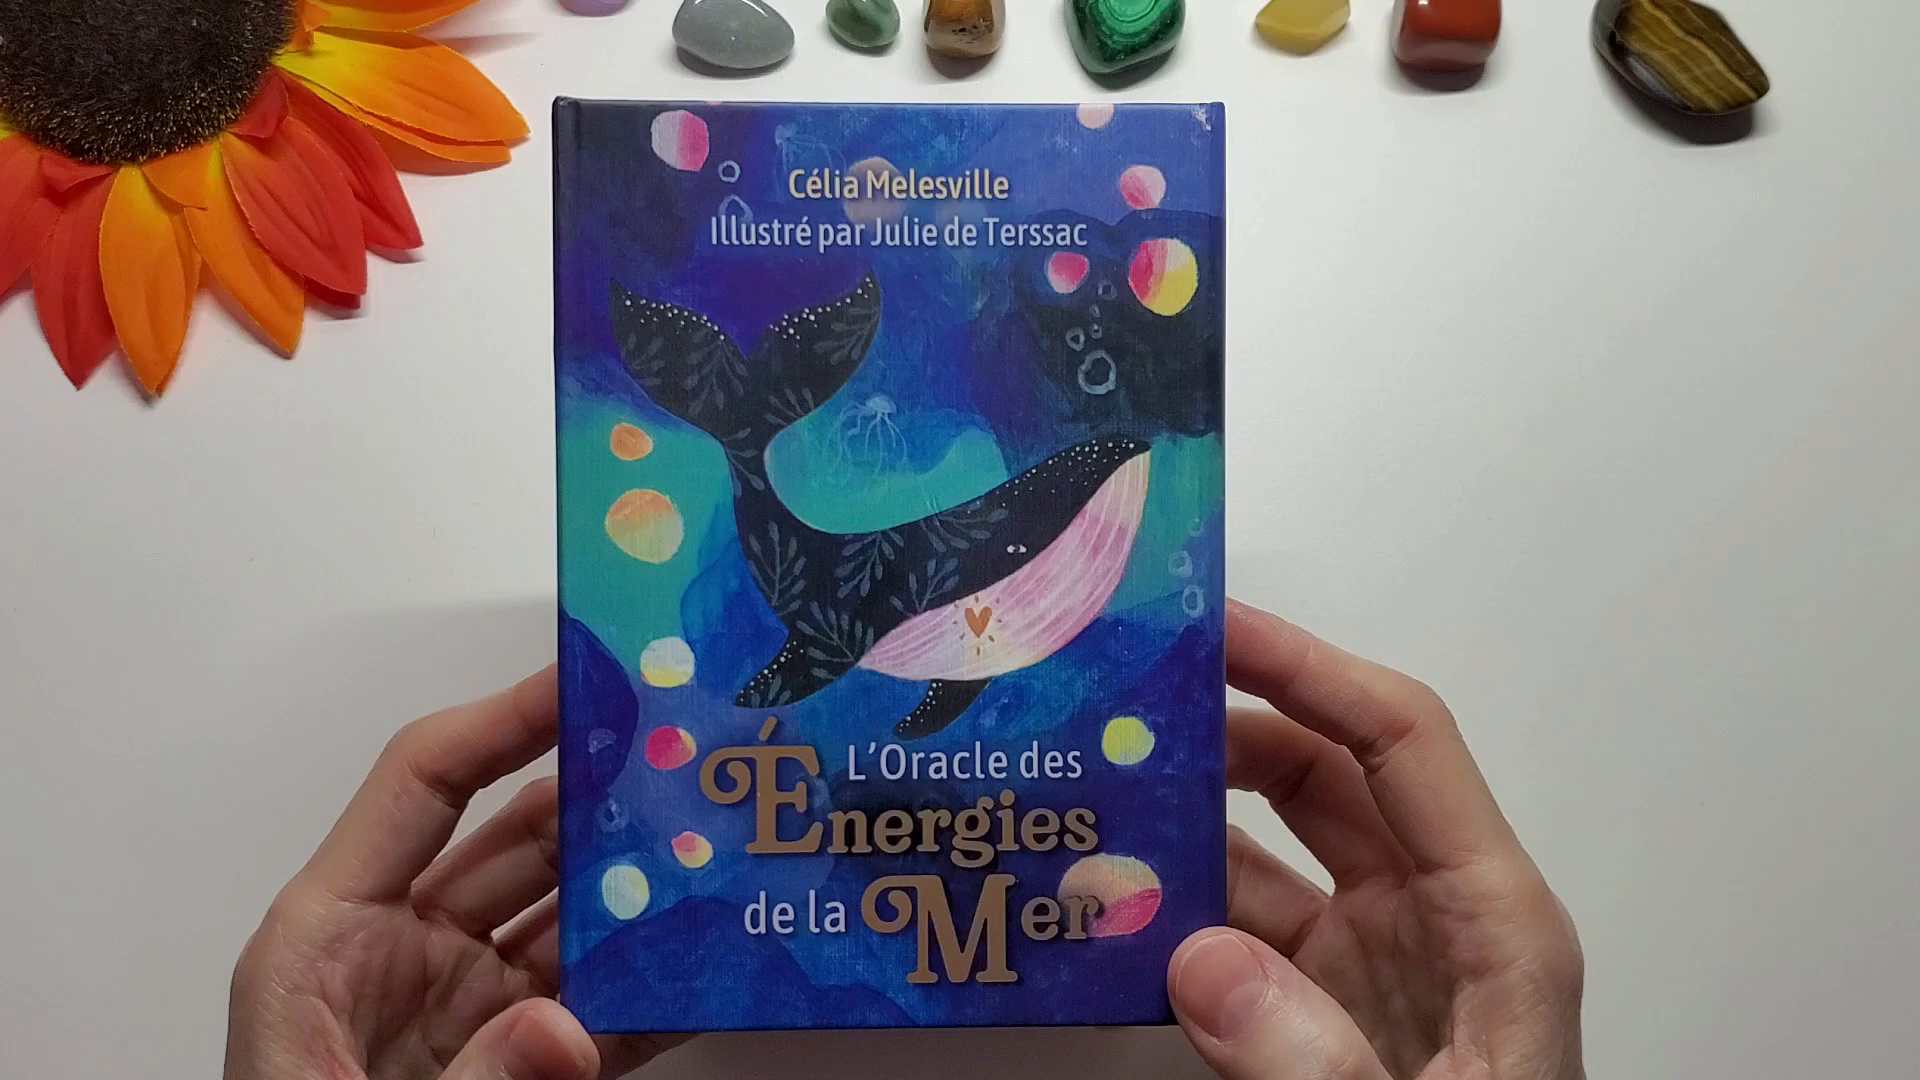 Célia Melesville
Illustré par Julie de Terssac
L'Oracle des
Énergies
de la Mer